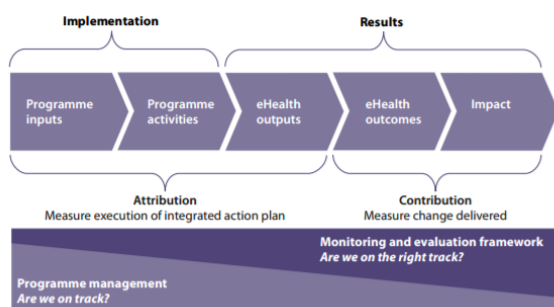 Implementation
Results
Programme
inputs
Programme
activities
eHealth
outputs
eHealth
outcomes
Impact
Attribution
Measure execution of integrated action plan
Contribution
Measure change delivered
Monitoring and evaluation framework
Are we on the right track?
Programme management
Are we on track?